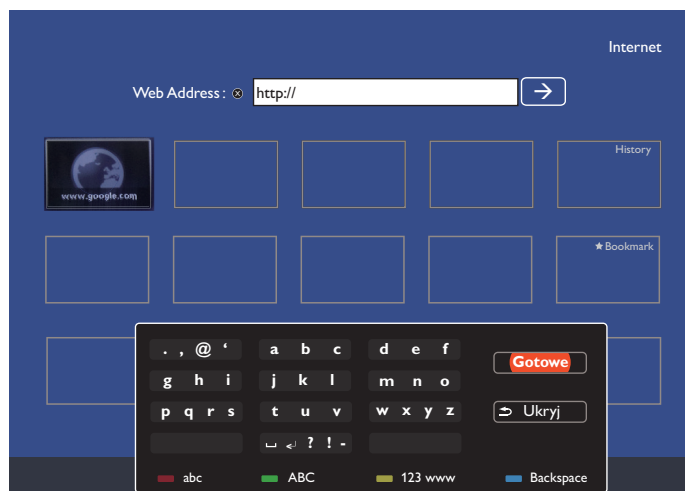 Internet
Web Address : http://
www.google.com
History
★ Bookmark
. , @ ‘ a b c d e f
Gotowe
g h i j k l m n o
p q r s t u v w x y z
Ukryj
␣ ↵ ? ! -
abc ABC 123 www Backspace